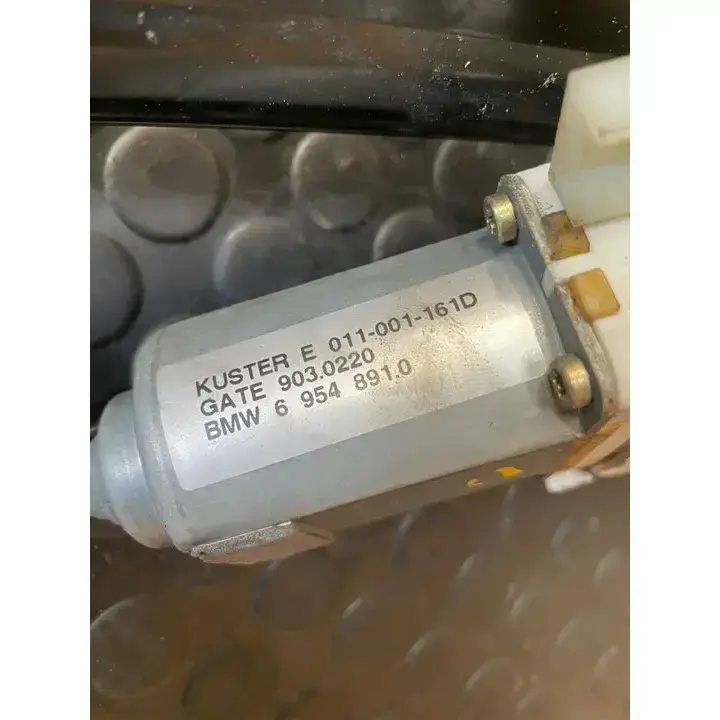 KUSTER E 011-001-161D
GATE 903.0220
BMW 6 954 891.0